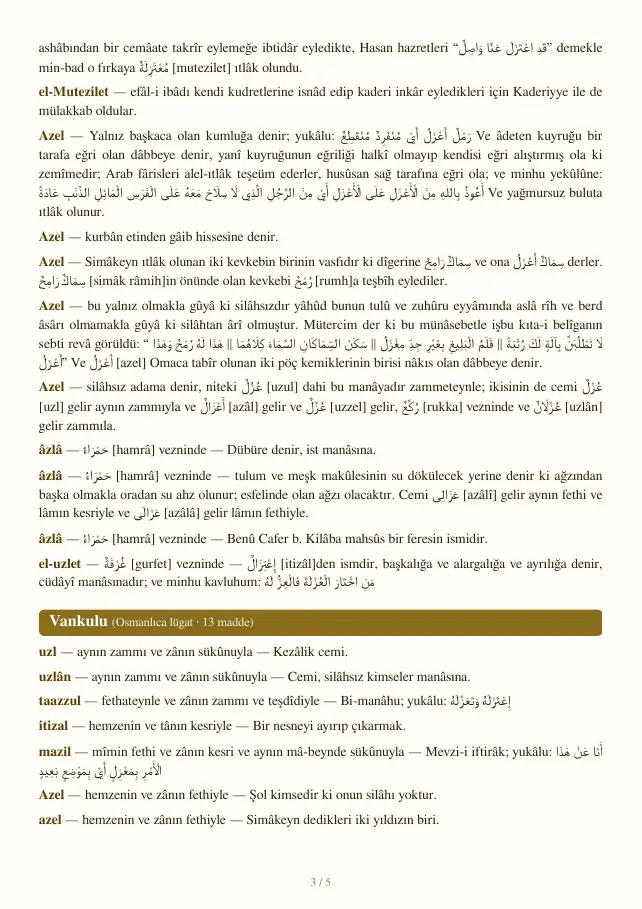 ashâbından bir cemâate takrîr eylemeğe ibtidâr eyledikte, Hasan hazretleri “قَدِ اعْتَزَلَ عَنَّا وَاصِلٌ” demekle
min-bad o fırkaya مُعْتَزِلَةٌ [mutezilet] ıtlâk olundu.
el-Mutezilet — efâl-i ibâdı kendi kudretlerine isnâd edip kaderi inkâr eyledikleri için Kaderiyye ile de
mülakkab oldular.
Azel — Yalnız başkaca olan kumluğa denir; yukâlu: رَمْلٌ أَعْزَلُ أَيْ مُنْفَرِدٌ مُنْقَطِعٌ Ve âdeten kuyruğu bir
tarafa eğri olan dâbbeye denir, yanî kuyruğunun eğriliği halkî olmayıp kendisi eğri alıştırmış ola ki
zemîmedir; Arab fârisleri alel-ıtlâk teşeüm ederler, husûsan sağ tarafına eğri ola; ve minhu yekûlûne:
أَعُوذُ بِاللهِ مِنَ الْأَعْزَلِ عَلَى الْأَعْزَلِ أَيْ مِنَ الرَّجُلِ الَّذِي لَا سِلَاحَ مَعَهُ عَلَى الْفَرَسِ الْمَائِلِ الذَّنَبِ عَادَةً Ve yağmursuz buluta
ıtlâk olunur.
Azel — kurbân etinden gâib hissesine denir.
Azel — Simâkeyn ıtlâk olunan iki kevkebin birinin vasfıdır ki dîgerine سِمَاكٌ رَامِحٌ ve ona سِمَاكٌ أَعْزَلُ derler.
سِمَاكٌ رَامِحٌ [simâk râmih]in önünde olan kevkebi رُمْحٌ [rumh]a teşbîh eylediler.
Azel — bu yalnız olmakla gûyâ ki silâhsızdır yâhûd bunun tulû ve zuhûru eyyâmında aslâ rîh ve berd
âsârı olmamakla gûyâ ki silâhtan ârî olmuştur. Mütercim der ki bu münâsebetle işbu kıta-i belîganın
sebti revâ görüldü: “ لَا تَطْلُبَنَّ بِآلَةٍ لَكَ رُتْبَةً || قَلَمُ الْبَلِيغِ بِغَيْرِ جِدٍّ مِغْزَلُ || سَكَنَ السِّمَاكَانِ السَّمَاءَ كِلَاهُمَا || هَذَا لَهُ رُمْحٌ وَهَذَا
أَعْزَلُ” Ve أَعْزَلُ [azel] Omaca tabîr olunan iki pöç kemiklerinin birisi nâkıs olan dâbbeye denir.
Azel — silâhsız adama denir, niteki عُزُلٌ [uzul] dahi bu manâyadır zammeteynle; ikisinin de cemi عُزْلٌ
[uzl] gelir aynın zammıyla ve أَعْزَالٌ [azâl] gelir ve عُزَّلٌ [uzzel] gelir, رُكَّعٌ [rukka] vezninde ve عُزْلَانٌ [uzlân]
gelir zammıla.
âzlâ — حَمْرَاءُ [hamrâ] vezninde — Dübüre denir, ist manâsına.
âzlâ — حَمْرَاءُ [hamrâ] vezninde — tulum ve meşk makûlesinin su dökülecek yerine denir ki ağzından
başka olmakla oradan su ahz olunur; esfelinde olan ağzı olacaktır. Cemi عَزَالِى [azâlî] gelir aynın fethi ve
lâmın kesriyle ve عَزَالَى [azâlâ] gelir lâmın fethiyle.
âzlâ — حَمْرَاءُ [hamrâ] vezninde — Benû Cafer b. Kilâba mahsûs bir feresin ismidir.
el-uzlet — غُرْفَةٌ [gurfet] vezninde — إِعْتِزَالٌ [itizâl]den ismdir, başkalığa ve alargalığa ve ayrılığa denir,
cüdâyî manâsınadır; ve minhu kavluhum: مَنِ اخْتَارَ الْعُزْلَةَ فَالْعِزُّ لَهُ
Vankulu (Osmanlıca lügat · 13 madde)
uzl — aynın zammı ve zânın sükûnuyla — Kezâlik cemi.
uzlân — aynın zammı ve zânın sükûnuyla — Cemi, silâhsız kimseler manâsına.
taazzul — fethateynle ve zânın zammı ve teşdîdiyle — Bi-manâhu; yukâlu: إِعْتَزَلَهُ وَتَعَزَّلَهُ
itizal — hemzenin ve tânın kesriyle — Bir nesneyi ayırıp çıkarmak.
mazil — mîmin fethi ve zânın kesri ve aynın mâ-beynde sükûnuyla — Mevzi-i iftirâk; yukâlu: أَنَا عَنْ هَذَا
الْأَمْرِ بِمَعْزِلٍ أَيْ بِمَوْضِعٍ بَعِيدٍ
Azel — hemzenin ve zânın fethiyle — Şol kimsedir ki onun silâhı yoktur.
azel — hemzenin ve zânın fethiyle — Simâkeyn dedikleri iki yıldızın biri.
3 / 5